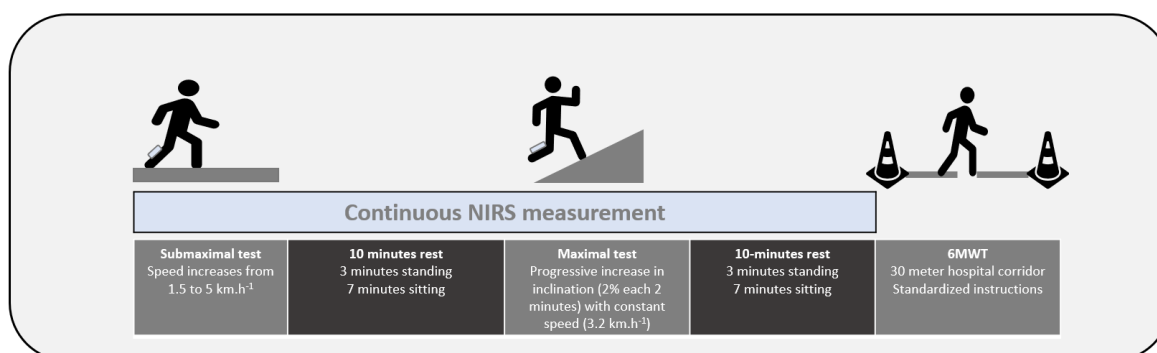 Continuous NIRS measurement
Submaximal test
Speed increases from
1.5 to 5 km.h⁻¹
10 minutes rest
3 minutes standing
7 minutes sitting
Maximal test
Progressive increase in
inclination (2% each 2
minutes) with constant
speed (3.2 km.h⁻¹)
10-minutes rest
3 minutes standing
7 minutes sitting
6MWT
30 meter hospital corridor
Standardized instructions